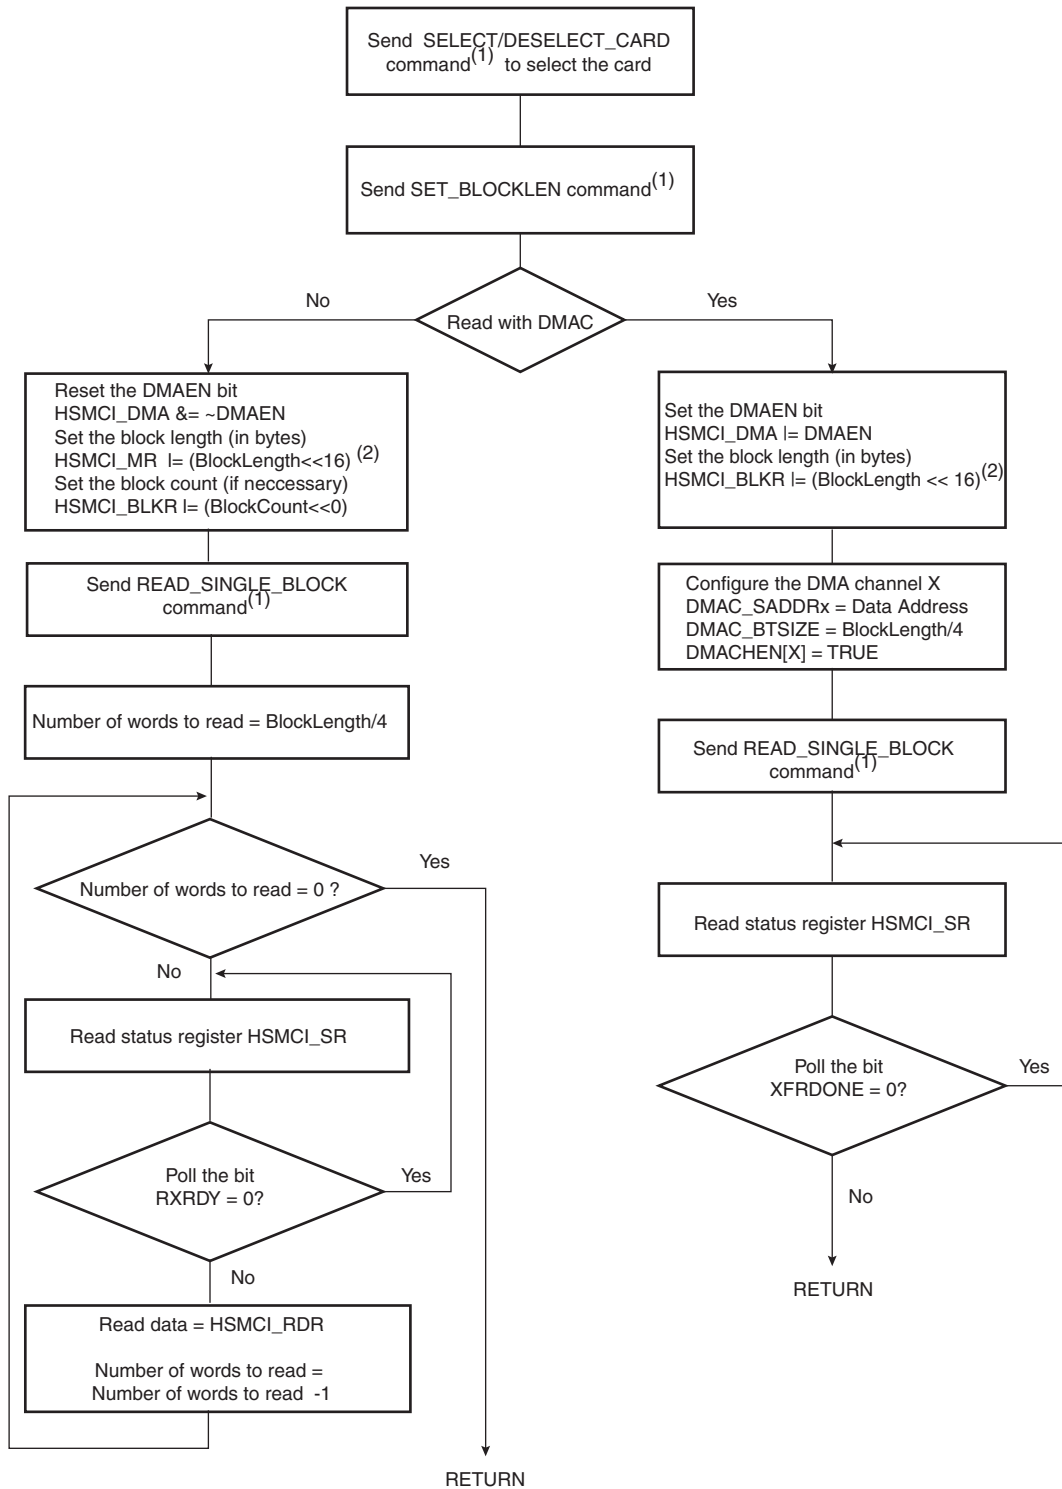 Send SELECT/DESELECT_CARD
command(1) to select the card
Send SET_BLOCKLEN command(1)
No
Yes
Read with DMAC
Reset the DMAEN bit
HSMCI_DMA &= ~DMAEN
Set the block length (in bytes)
HSMCI_MR |= (BlockLength<<16) (2)
Set the block count (if neccessary)
HSMCI_BLKR |= (BlockCount<<0)
Send READ_SINGLE_BLOCK
command(1)
Number of words to read = BlockLength/4
Number of words to read = 0 ?
Yes
No
Read status register HSMCI_SR
Poll the bit
RXRDY = 0?
Yes
No
Read data = HSMCI_RDR
Number of words to read =
Number of words to read -1
RETURN
Set the DMAEN bit
HSMCI_DMA |= DMAEN
Set the block length (in bytes)
HSMCI_BLKR |= (BlockLength << 16)(2)
Configure the DMA channel X
DMAC_SADDRx = Data Address
DMAC_BTSIZE = BlockLength/4
DMACHEN[X] = TRUE
Send READ_SINGLE_BLOCK
command(1)
Read status register HSMCI_SR
Poll the bit
XFRDONE = 0?
Yes
No
RETURN